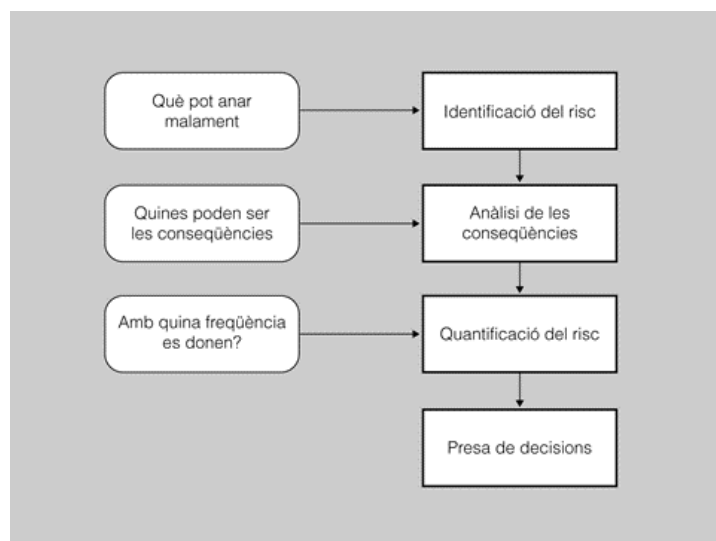 Què pot anar
malament
Identificació del risc
Quines poden ser
les conseqüències
Anàlisi de les
conseqüències
Amb quina freqüència
es donen?
Quantificació del risc
Presa de decisions